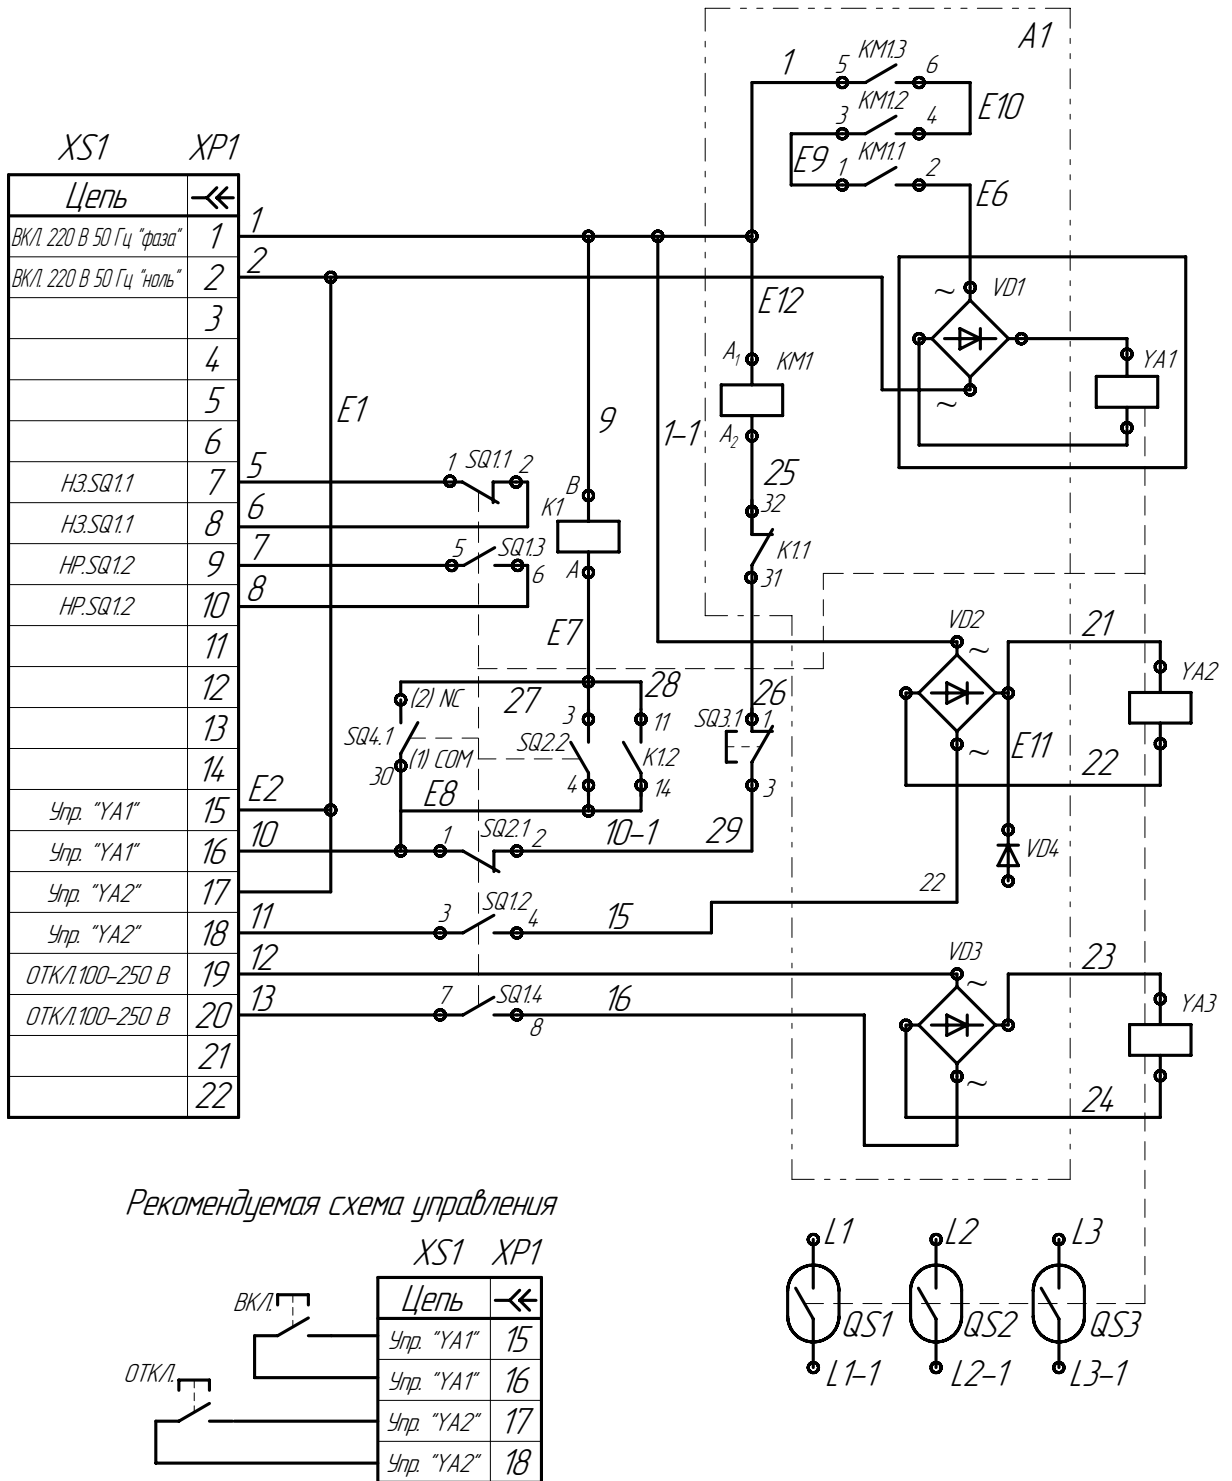 A1
1 5 KM1.3 6
E10
3 KM1.2 4
E9 1 KM1.1 2
E6
XS1 XP1
Цепь
ВКЛ. 220 В 50 Гц "фаза" 1 1
ВКЛ. 220 В 50 Гц "ноль" 2 2
3
4
5
6
НЗ.SQ1.1 7 5
НЗ.SQ1.1 8 6
НР.SQ1.2 9 7
НР.SQ1.2 10 8
11
12
13
14
Упр. "YA1" 15 E2
Упр. "YA1" 16 10
Упр. "YA2" 17
Упр. "YA2" 18 11
ОТКЛ.100-250 В 19 12
ОТКЛ.100-250 В 20 13
21
22
E1
1 SQ1.1 2
5 SQ1.3 6
9
B
K1
A
E7
1-1
E12
A1 KM1
A2
25
32
K1.1
31
~ VD1
~
YA1
27 28 26
(2) NC
SQ4.1
(1) COM
30
3
SQ2.2
4
11
K1.2
14
SQ3.1 1
3
E8
10-1 29
1 SQ2.1 2
3 SQ1.2 4 15
7 SQ1.4 8 16
VD2
~
~
21
YA2
E11 22
VD4
22
VD3
~
~
23
YA3
24
L1 L2 L3
QS1 QS2 QS3
L1-1 L2-1 L3-1
Рекомендуемая схема управления
XS1 XP1
Цепь
ВКЛ.
Упр. "YA1" 15
Упр. "YA1" 16
ОТКЛ.
Упр. "YA2" 17
Упр. "YA2" 18